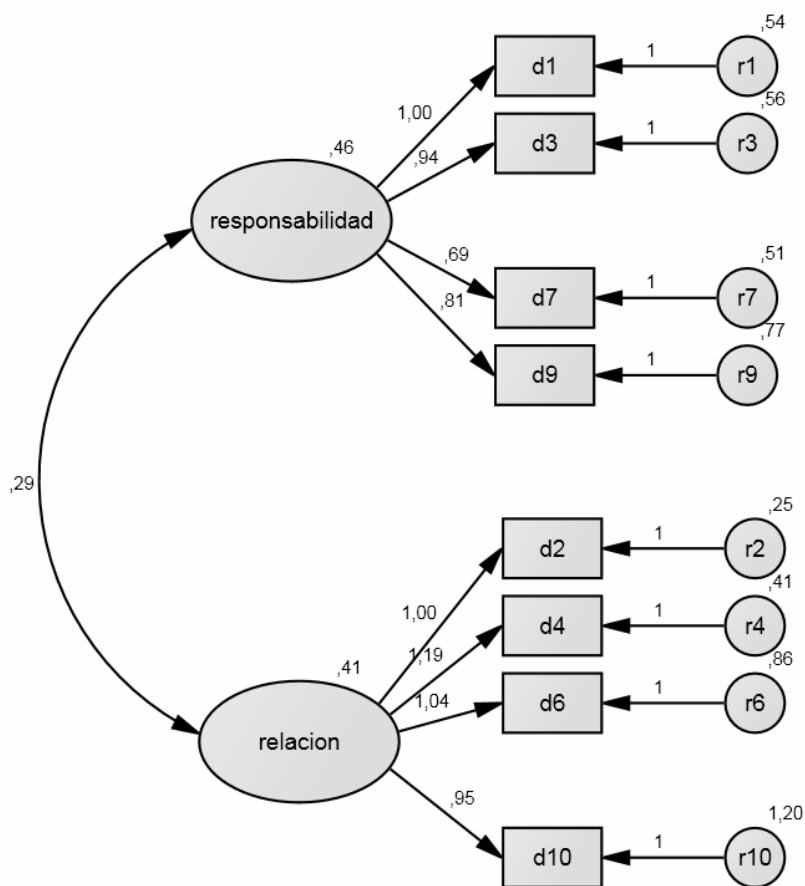 ,54
d1
1
r1
1,00
,56
d3
1
r3
,46
,94
responsabilidad
,69
,51
d7
1
r7
,81
,77
d9
1
r9
,29
,25
d2
1
r2
1,00
,41
d4
1
r4
1,19
,86
,41
d6
1
r6
1,04
relacion
,95
1,20
d10
1
r10